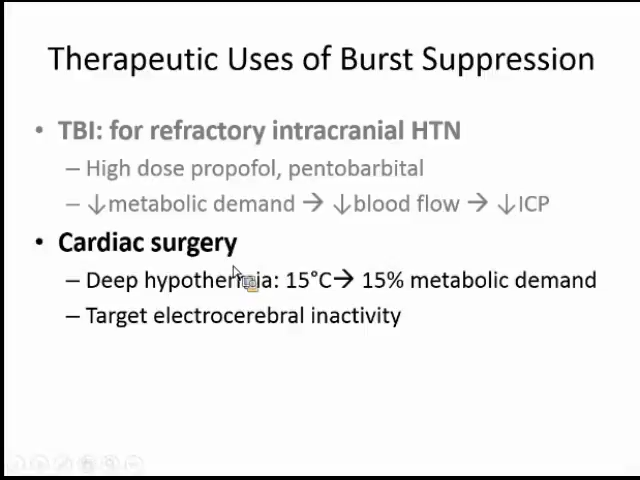 Therapeutic Uses of Burst Suppression
• TBI: for refractory intracranial HTN
– High dose propofol, pentobarbital
– ↓metabolic demand → ↓blood flow → ↓ICP
• Cardiac surgery
– Deep hypothermia: 15°C→ 15% metabolic demand
– Target electrocerebral inactivity